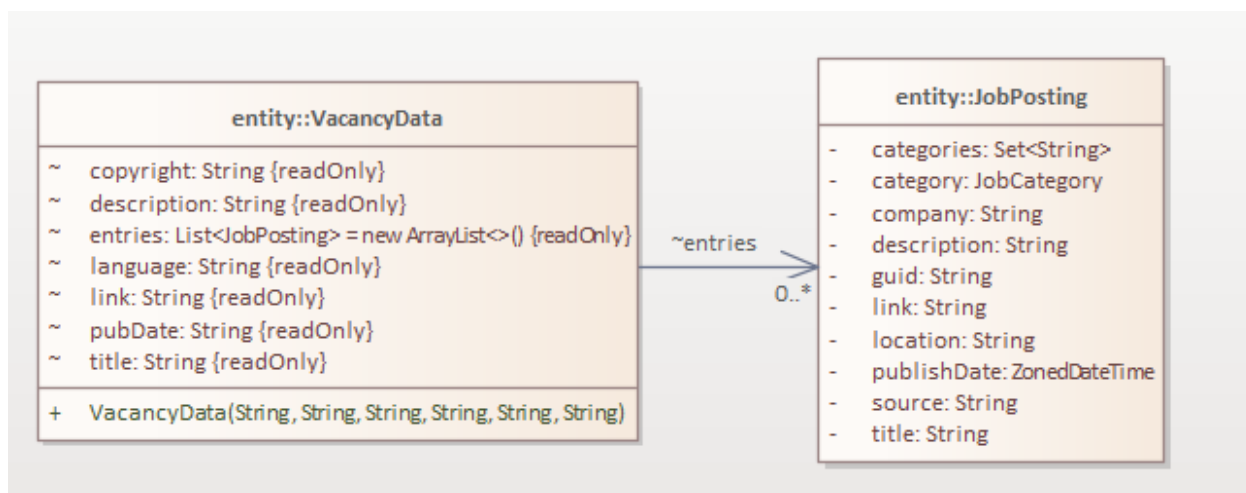 entity::VacancyData
~ copyright: String {readOnly}
~ description: String {readOnly}
~ entries: List<JobPosting> = new ArrayList<>() {readOnly}
~ language: String {readOnly}
~ link: String {readOnly}
~ pubDate: String {readOnly}
~ title: String {readOnly}
+ VacancyData(String, String, String, String, String, String)
~entries
0..*
entity::JobPosting
- categories: Set<String>
- category: JobCategory
- company: String
- description: String
- guid: String
- link: String
- location: String
- publishDate: ZonedDateTime
- source: String
- title: String